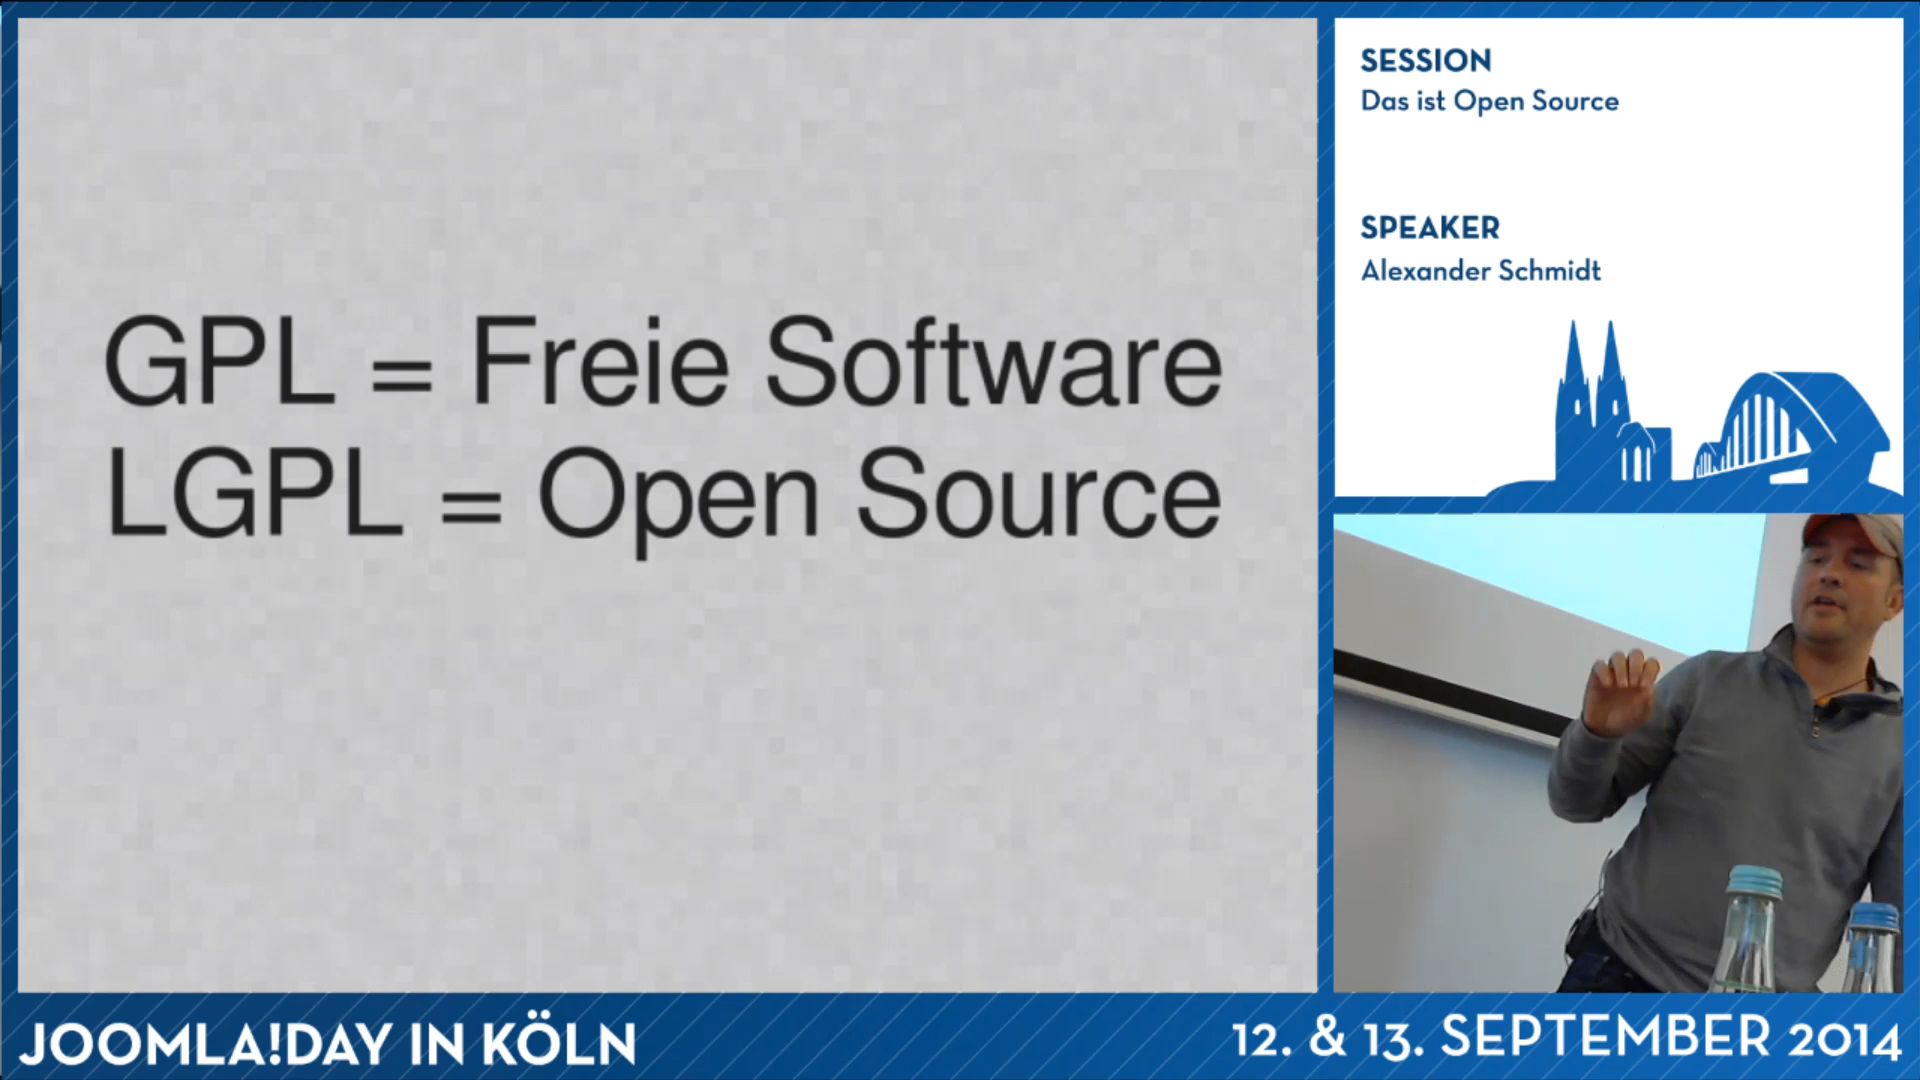 GPL = Freie Software
LGPL = Open Source
SESSION
Das ist Open Source
SPEAKER
Alexander Schmidt
JOOMLA!DAY IN KÖLN
12. & 13. SEPTEMBER 2014